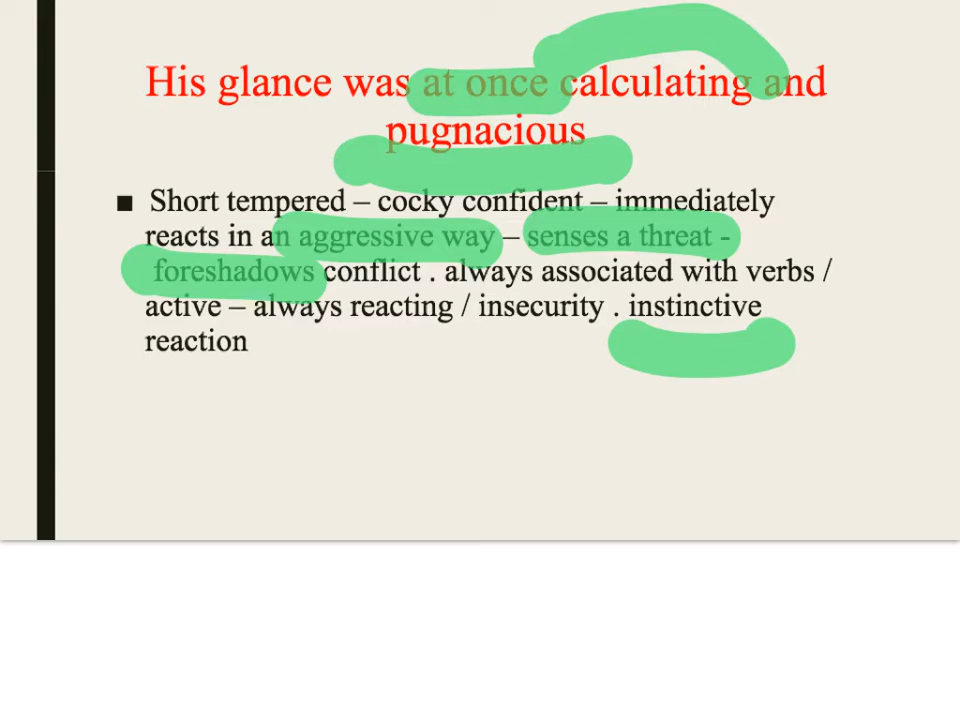 His glance was at once calculating and
pugnacious
■ Short tempered – cocky confident – immediately
reacts in an aggressive way – senses a threat -
foreshadows conflict . always associated with verbs /
active – always reacting / insecurity . instinctive
reaction